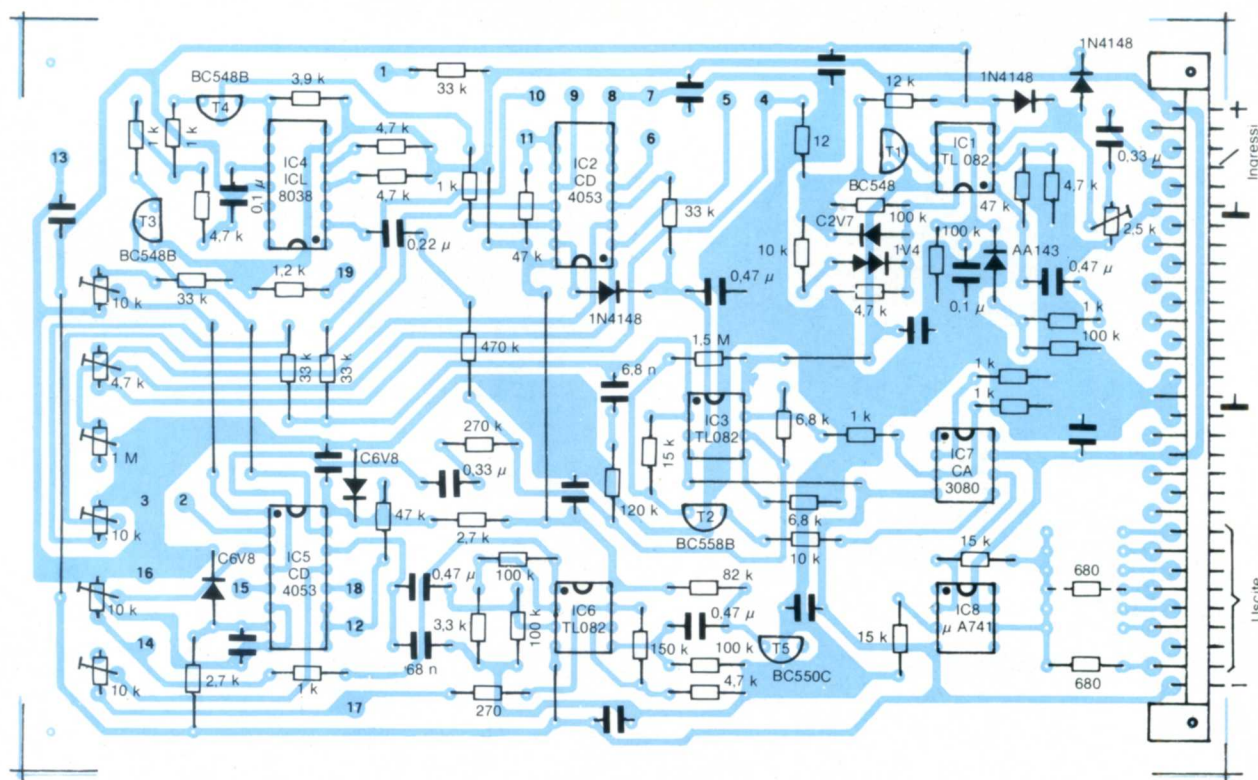 1N4148
BC548B
3,9 k
1
33 k
12 k
1N4148
T4
10
9
8
7
5
4
+
1 k
1 k
4,7 k
11
6
12
T1
IC1
TL 082
0,33 µ
Ingressi
13
IC4
ICL
8038
IC2
CD
4053
4,7 k
0,1 µ
1 k
BC548
47 k
4,7 k
T3
4,7 k
0,22 µ
47 k
33 k
C2V7
100 k
100 k
2,5 k
⊥
BC548B
10 k
1V4
AA143
33 k
1,2 k
19
0,47 µ
0,47 µ
10 k
1N4148
4,7 k
0,1 µ
1 k
100 k
33 k
33 k
470 k
1,5 M
4,7 k
6,8 n
1 k
1 k
⊥
IC3
TL082
6,8 k
1 k
270 k
15 k
IC7
CA
3080
1 M
C6V8
0,33 µ
3
2
120 k
6,8 k
10 k
47 k
2,7 k
T2
BC558B
10 k
15 k
IC5
CD
4053
C6V8
16
15
18
100 k
0,47 µ
82 k
680
Uscite
10 k
12
3,3 k
100 k
IC6
TL082
0,47 µ
IC8
µ A741
15 k
14
68 n
150 k
100 k
T5
10 k
2,7 k
1 k
270
4,7 k
BC550C
680
−
17